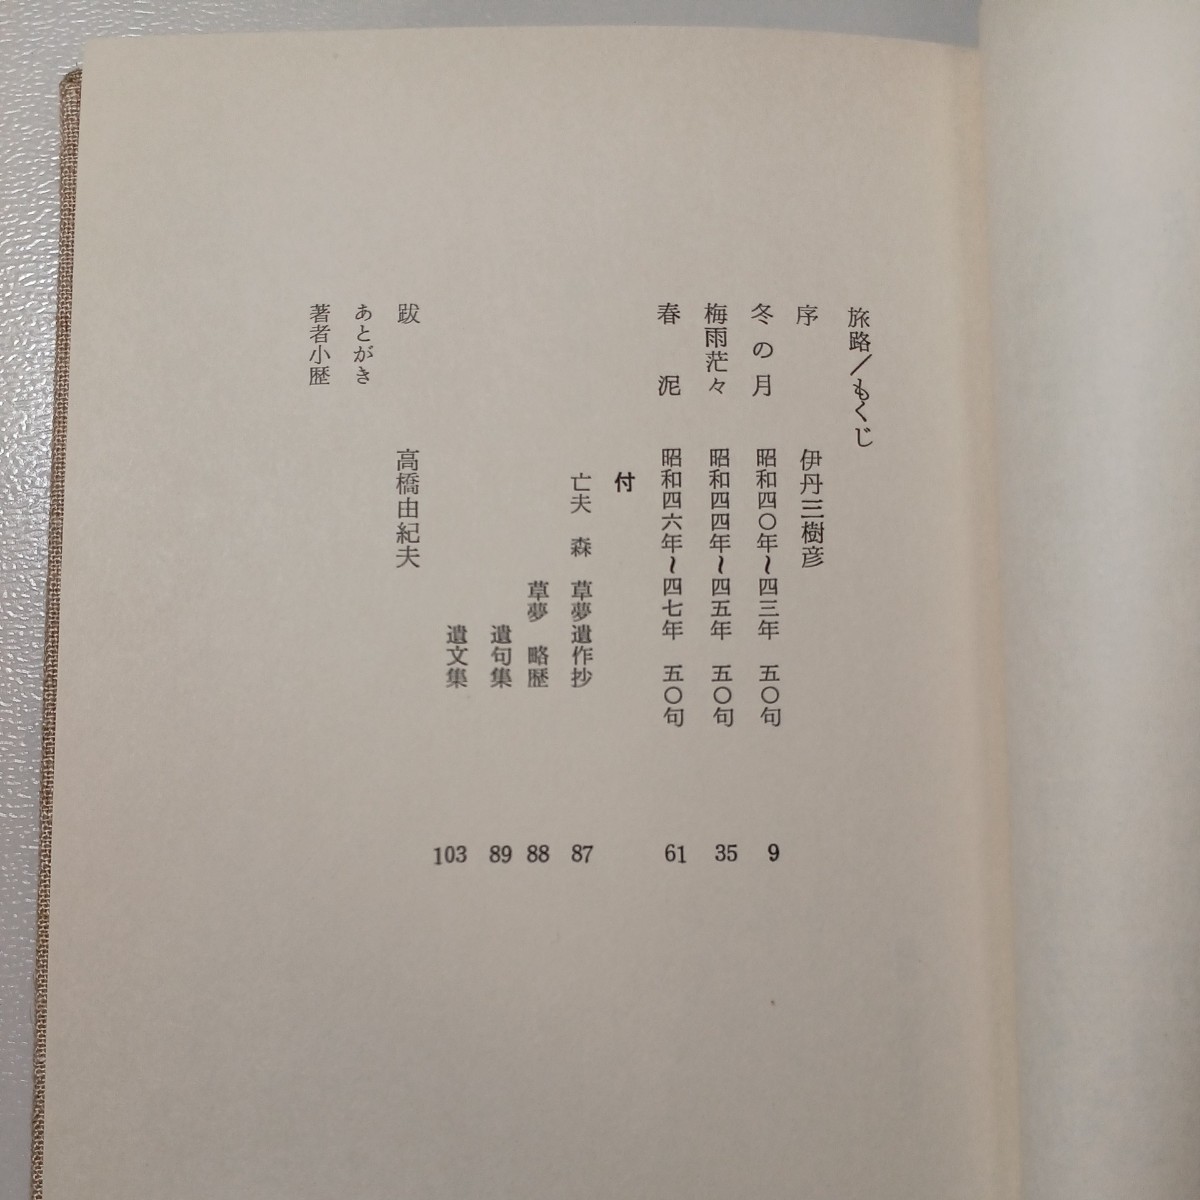 旅路/もくじ
序 伊丹三樹彦
冬の月 昭和四〇年~四三年 五〇句 9
梅雨茫々 昭和四四年~四五年 五〇句 35
春泥 昭和四六年~四七年 五〇句 61
付
亡夫 森 草夢遺作抄 87
草夢 略歴 88
遺句集 89
遺文集 103
跋 高橋由紀夫
あとがき
著者小歴